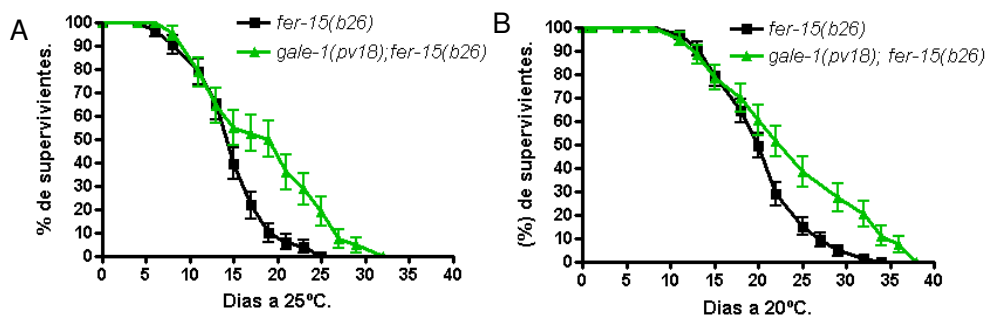 A
fer-15(b26)
gale-1(pv18);fer-15(b26)
% de supervivientes.
100
90
80
70
60
50
40
30
20
10
0
0 5 10 15 20 25 30 35 40
Dias a 25ºC.
B
fer-15(b26)
gale-1(pv18); fer-15(b26)
(%) de supervivientes.
100
90
80
70
60
50
40
30
20
10
0
0 5 10 15 20 25 30 35 40
Dias a 20ºC.